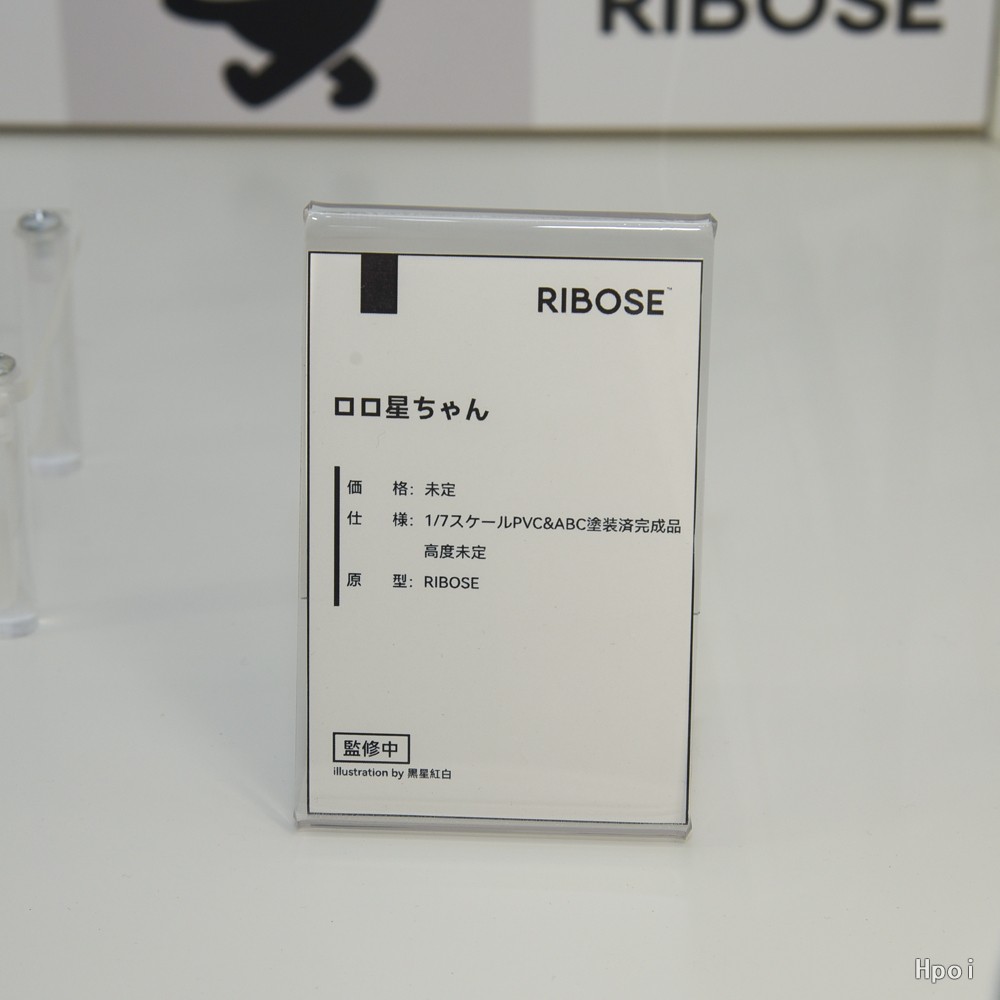 RIBOSE
RIBOSE™
ロロ星ちゃん
価 格: 未定
仕 様: 1/7スケールPVC&ABC塗装済完成品
高度未定
原 型: RIBOSE
監修中
illustration by 黒星紅白
Hpoi